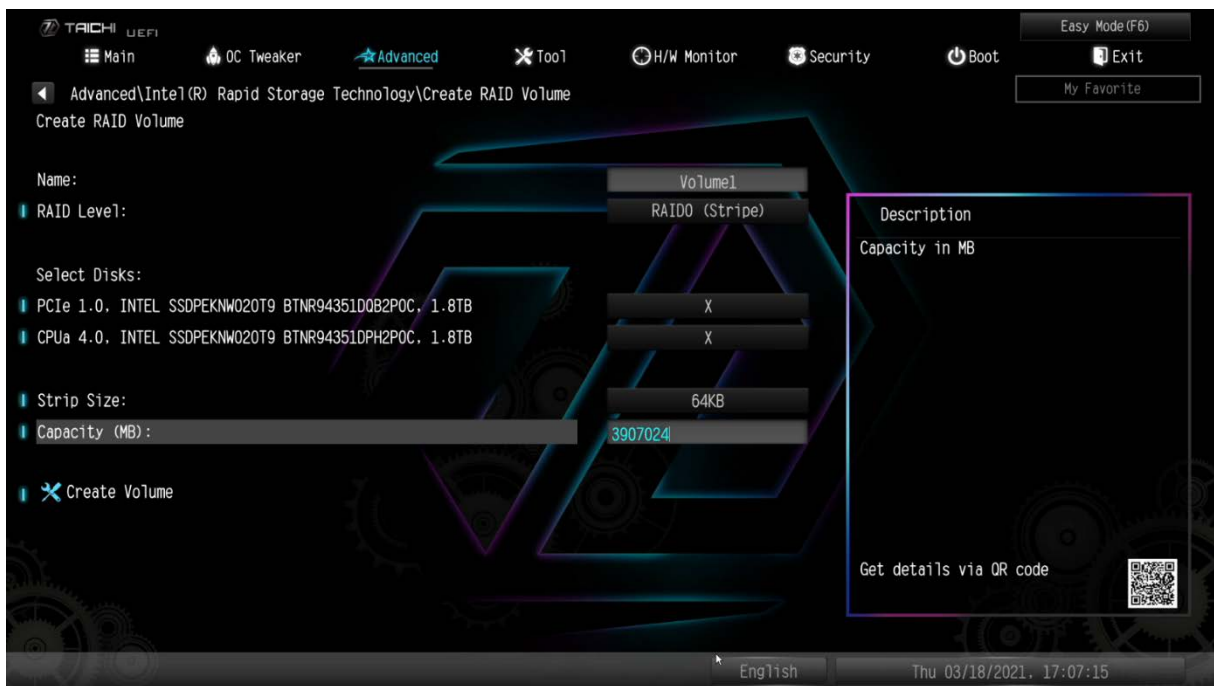 TAICHI UEFI
Easy Mode(F6)
Main OC Tweaker Advanced Tool H/W Monitor Security Boot Exit
Advanced\Intel(R) Rapid Storage Technology\Create RAID Volume
My Favorite
Create RAID Volume
Name: Volume1
RAID Level: RAID0 (Stripe)
Description
Capacity in MB
Select Disks:
PCIe 1.0, INTEL SSDPEKNW020T9 BTNR94351DQB2P0C, 1.8TB X
CPUa 4.0, INTEL SSDPEKNW020T9 BTNR94351DPH2P0C, 1.8TB X
Strip Size: 64KB
Capacity (MB): 3907024
Create Volume
Get details via QR code
English
Thu 03/18/2021, 17:07:15